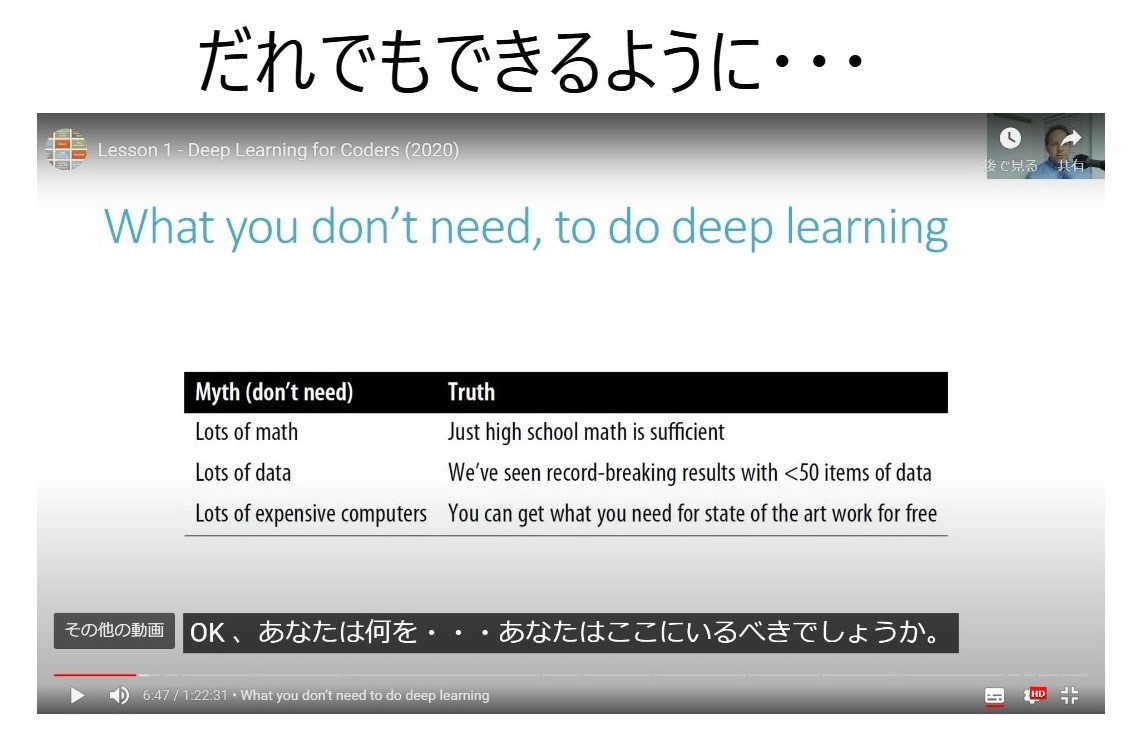 だれでもできるように・・・
Lesson 1 - Deep Learning for Coders (2020)
後で見る 共有
What you don’t need, to do deep learning
Myth (don’t need) Truth
Lots of math Just high school math is sufficient
Lots of data We’ve seen record-breaking results with <50 items of data
Lots of expensive computers You can get what you need for state of the art work for free
その他の動画 OK 、あなたは何を・・・あなたはここにいるべきでしょうか。
6:47 / 1:22:31 • What you don’t need to do deep learning HD